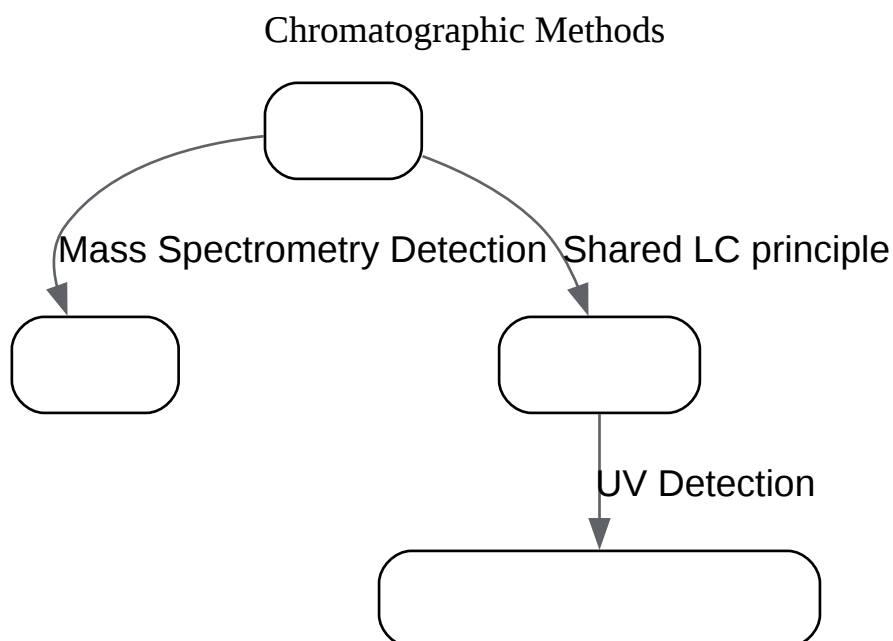 Chromatographic Methods
Mass Spectrometry Detection
Shared LC principle
UV Detection